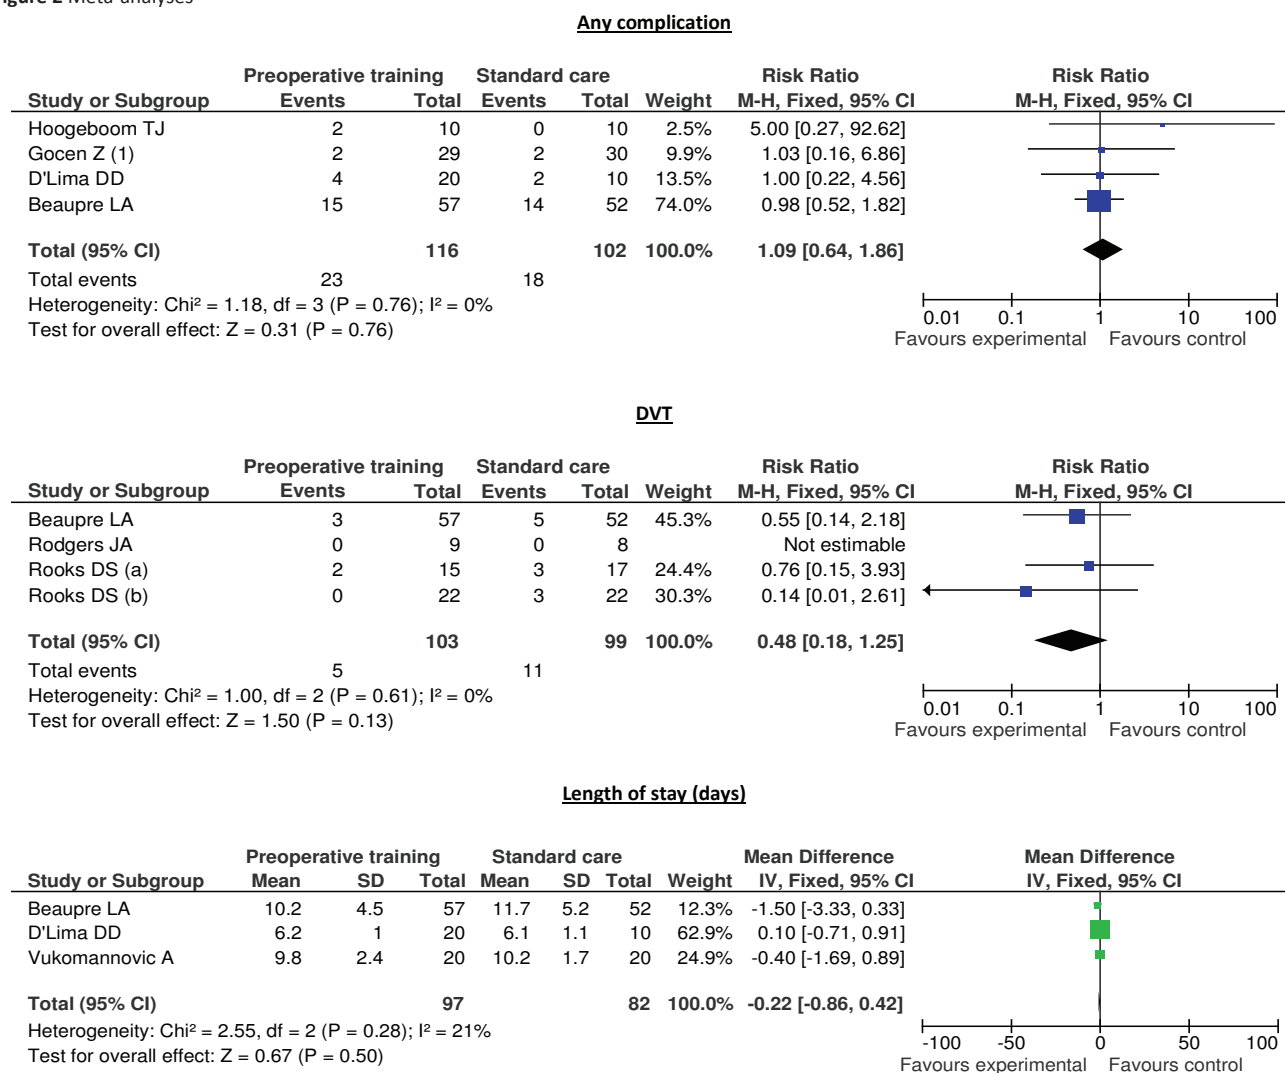 Figure 2 Meta-analyses
Any complication
Preoperative training Standard care Risk Ratio Risk Ratio
Study or Subgroup Events Total Events Total Weight M-H, Fixed, 95% CI M-H, Fixed, 95% CI
Hoogeboom TJ 2 10 0 10 2.5% 5.00 [0.27, 92.62]
Gocen Z (1) 2 29 2 30 9.9% 1.03 [0.16, 6.86]
D'Lima DD 4 20 2 10 13.5% 1.00 [0.22, 4.56]
Beaupre LA 15 57 14 52 74.0% 0.98 [0.52, 1.82]
Total (95% CI) 116 102 100.0% 1.09 [0.64, 1.86]
Total events 23 18
Heterogeneity: Chi² = 1.18, df = 3 (P = 0.76); I² = 0%
Test for overall effect: Z = 0.31 (P = 0.76)
0.01 0.1 1 10 100
Favours experimental Favours control
DVT
Preoperative training Standard care Risk Ratio Risk Ratio
Study or Subgroup Events Total Events Total Weight M-H, Fixed, 95% CI M-H, Fixed, 95% CI
Beaupre LA 3 57 5 52 45.3% 0.55 [0.14, 2.18]
Rodgers JA 0 9 0 8 Not estimable
Rooks DS (a) 2 15 3 17 24.4% 0.76 [0.15, 3.93]
Rooks DS (b) 0 22 3 22 30.3% 0.14 [0.01, 2.61]
Total (95% CI) 103 99 100.0% 0.48 [0.18, 1.25]
Total events 5 11
Heterogeneity: Chi² = 1.00, df = 2 (P = 0.61); I² = 0%
Test for overall effect: Z = 1.50 (P = 0.13)
0.01 0.1 1 10 100
Favours experimental Favours control
Length of stay (days)
Preoperative training Standard care Mean Difference Mean Difference
Study or Subgroup Mean SD Total Mean SD Total Weight IV, Fixed, 95% CI IV, Fixed, 95% CI
Beaupre LA 10.2 4.5 57 11.7 5.2 52 12.3% -1.50 [-3.33, 0.33]
D'Lima DD 6.2 1 20 6.1 1.1 10 62.9% 0.10 [-0.71, 0.91]
Vukomannovic A 9.8 2.4 20 10.2 1.7 20 24.9% -0.40 [-1.69, 0.89]
Total (95% CI) 97 82 100.0% -0.22 [-0.86, 0.42]
Heterogeneity: Chi² = 2.55, df = 2 (P = 0.28); I² = 21%
Test for overall effect: Z = 0.67 (P = 0.50)
-100 -50 0 50 100
Favours experimental Favours control